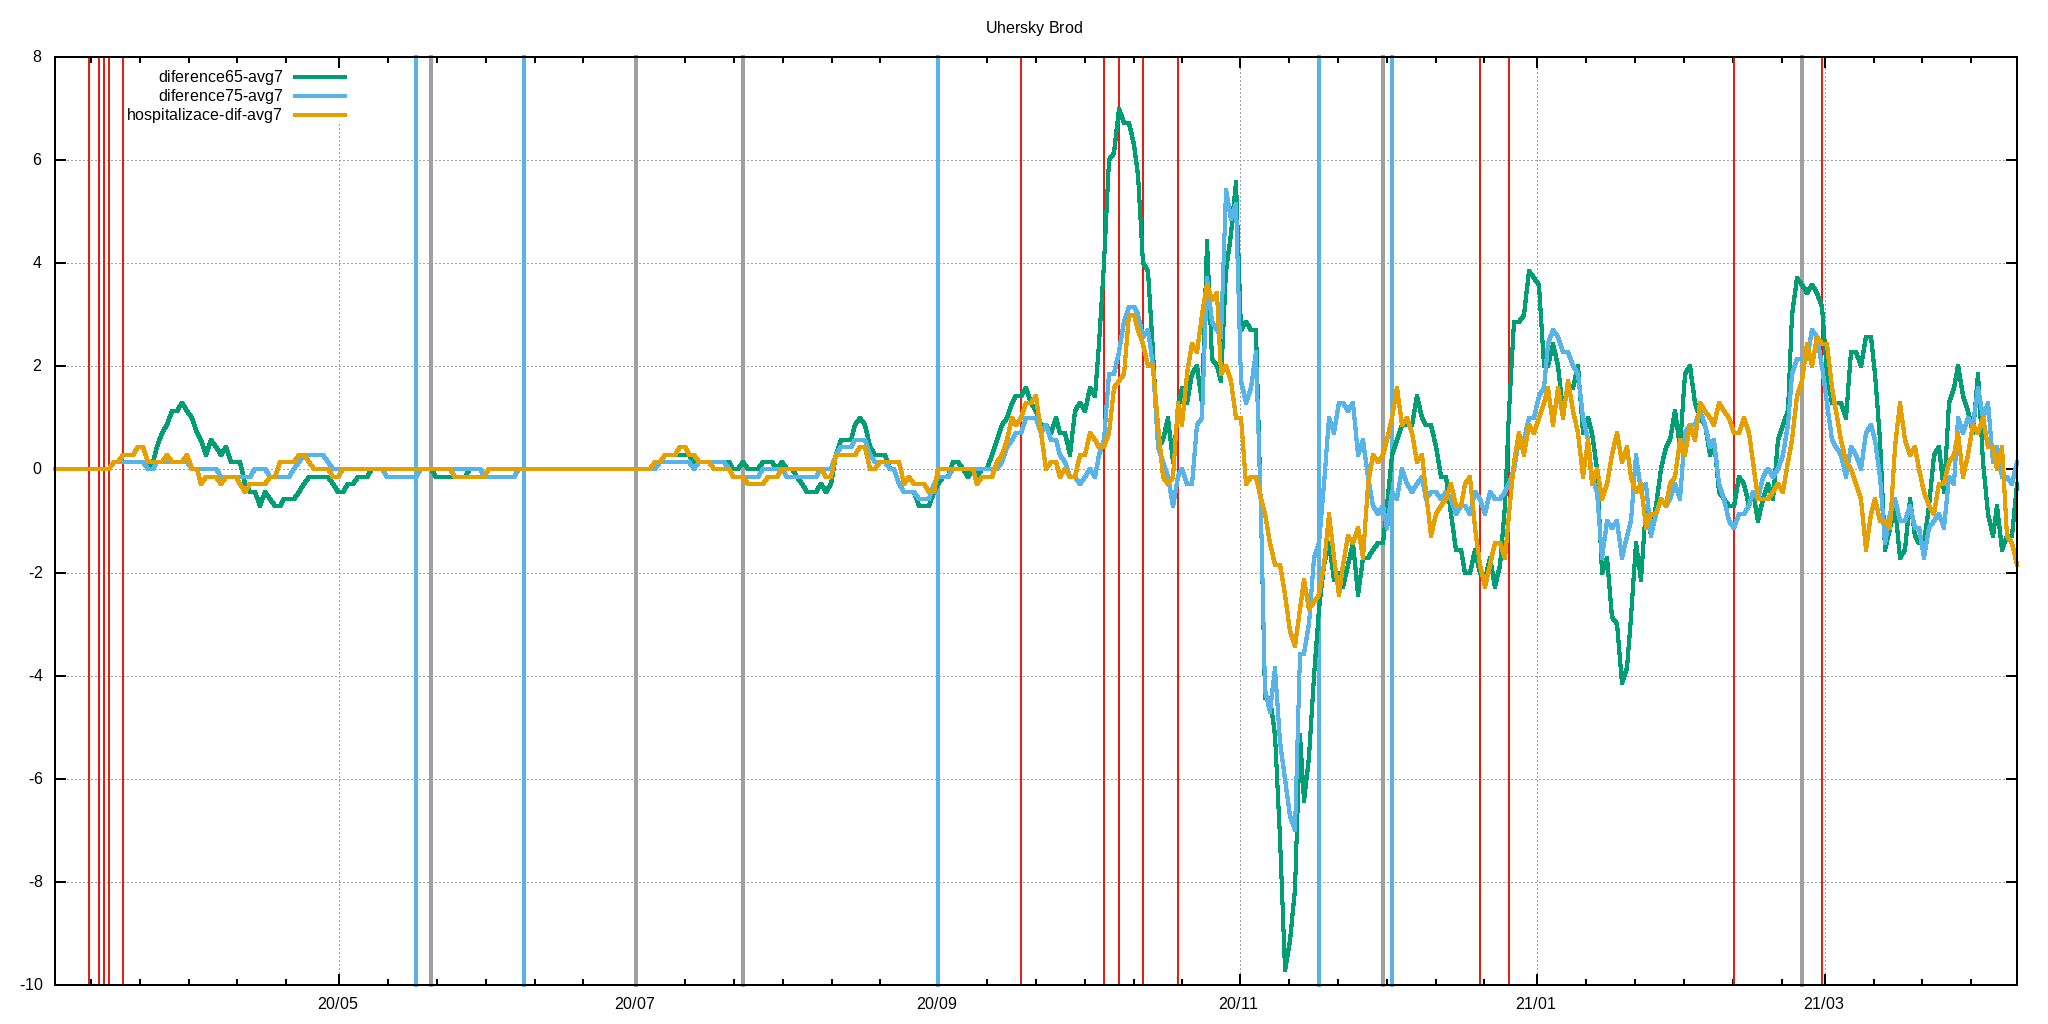 Uhersky Brod
8
diference65-avg7
diference75-avg7
hospitalizace-dif-avg7
6
4
2
0
-2
-4
-6
-8
-10
20/05 20/07 20/09 20/11 21/01 21/03